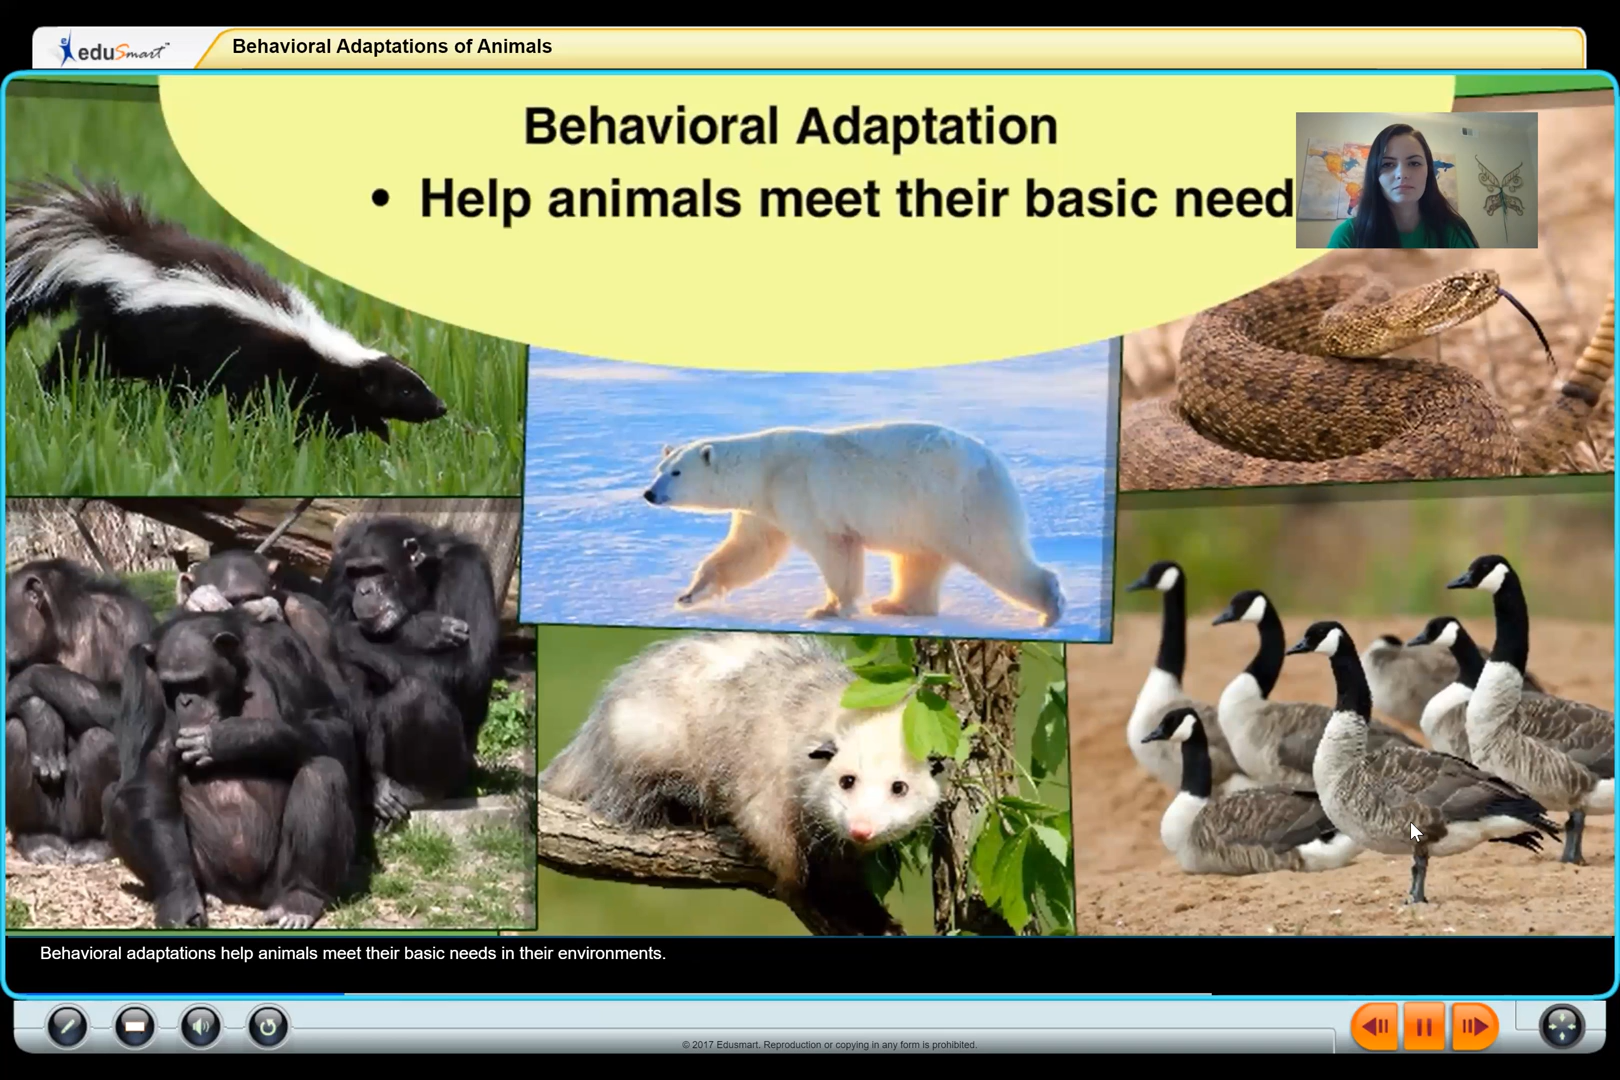 eduSmart™
Behavioral Adaptations of Animals
Behavioral Adaptation
• Help animals meet their basic need
Behavioral adaptations help animals meet their basic needs in their environments.
© 2017 Edusmart. Reproduction or copying in any form is prohibited.